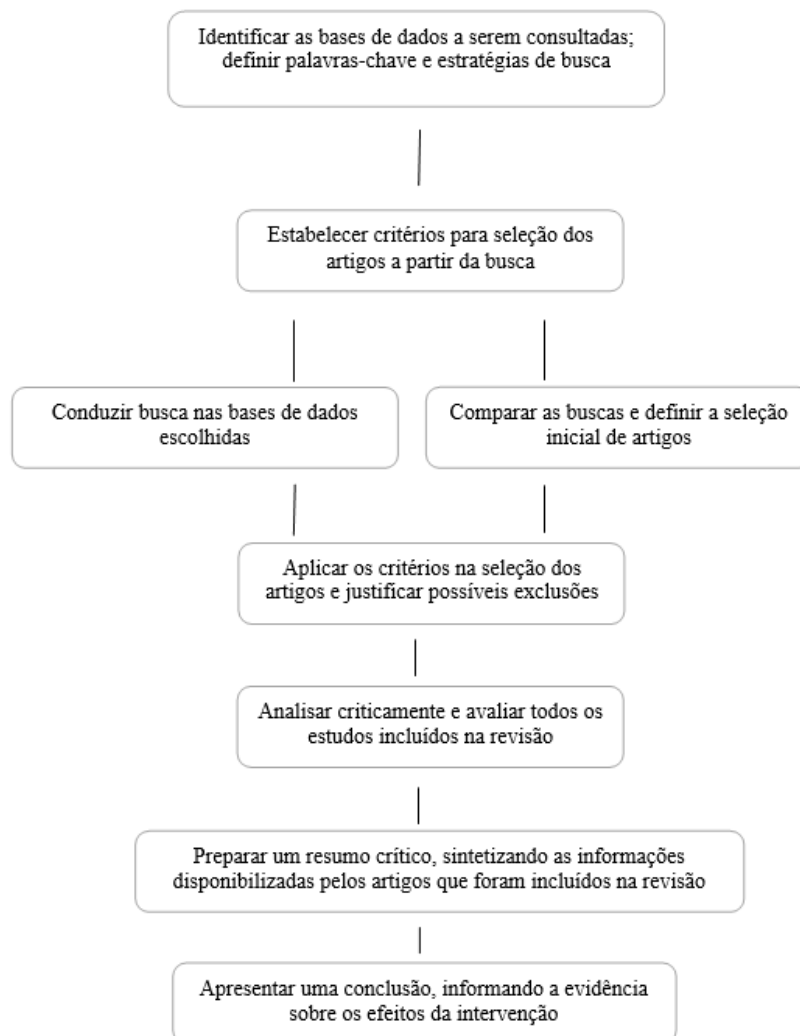 Identificar as bases de dados a serem consultadas;
definir palavras-chave e estratégias de busca
Estabelecer critérios para seleção dos
artigos a partir da busca
Conduzir busca nas bases de dados
escolhidas
Comparar as buscas e definir a seleção
inicial de artigos
Aplicar os critérios na seleção dos
artigos e justificar possíveis exclusões
Analisar criticamente e avaliar todos os
estudos incluídos na revisão
Preparar um resumo crítico, sintetizando as informações
disponibilizadas pelos artigos que foram incluídos na revisão
Apresentar uma conclusão, informando a evidência
sobre os efeitos da intervenção